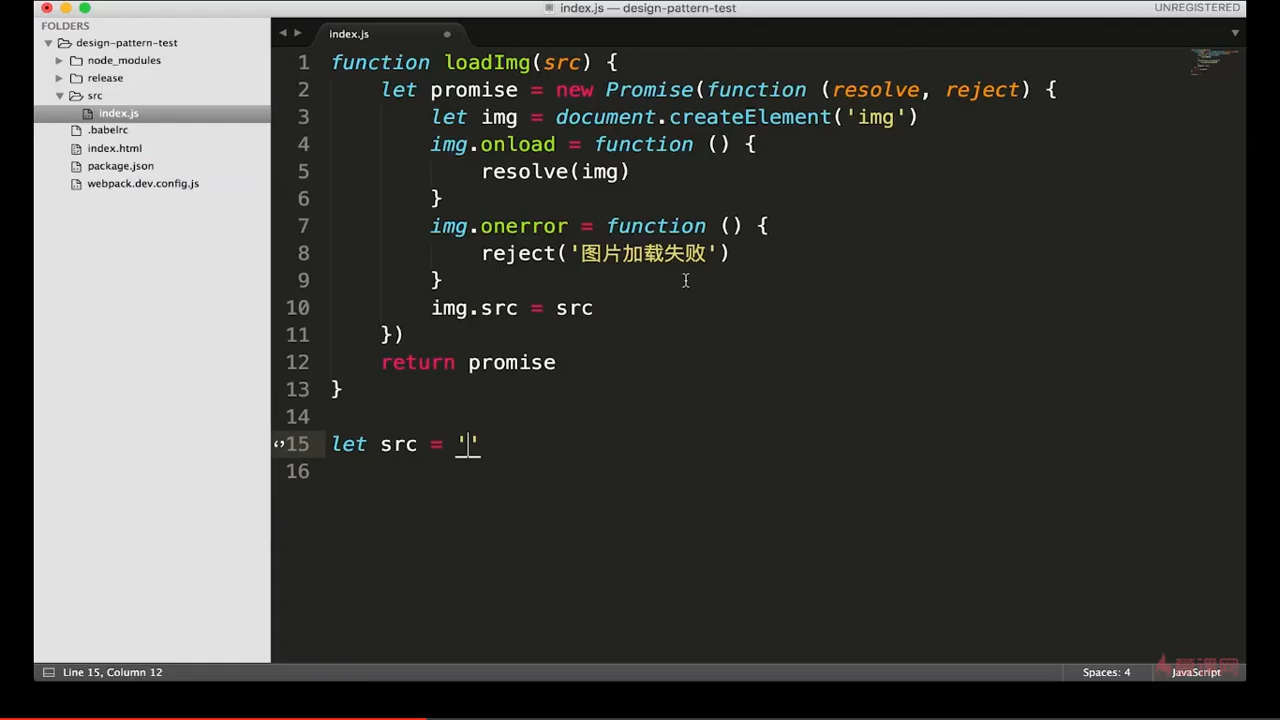 index.js — design-pattern-test
UNREGISTERED
FOLDERS
design-pattern-test
node_modules
release
src
index.js
.babelrc
index.html
package.json
webpack.dev.config.js
index.js
1 function loadImg(src) {
2 let promise = new Promise(function (resolve, reject) {
3 let img = document.createElement('img')
4 img.onload = function () {
5 resolve(img)
6 }
7 img.onerror = function () {
8 reject('图片加载失败')
9 }
10 img.src = src
11 })
12 return promise
13 }
14
15 let src = ''
16
Line 15, Column 12
Spaces: 4
JavaScript
慕课网